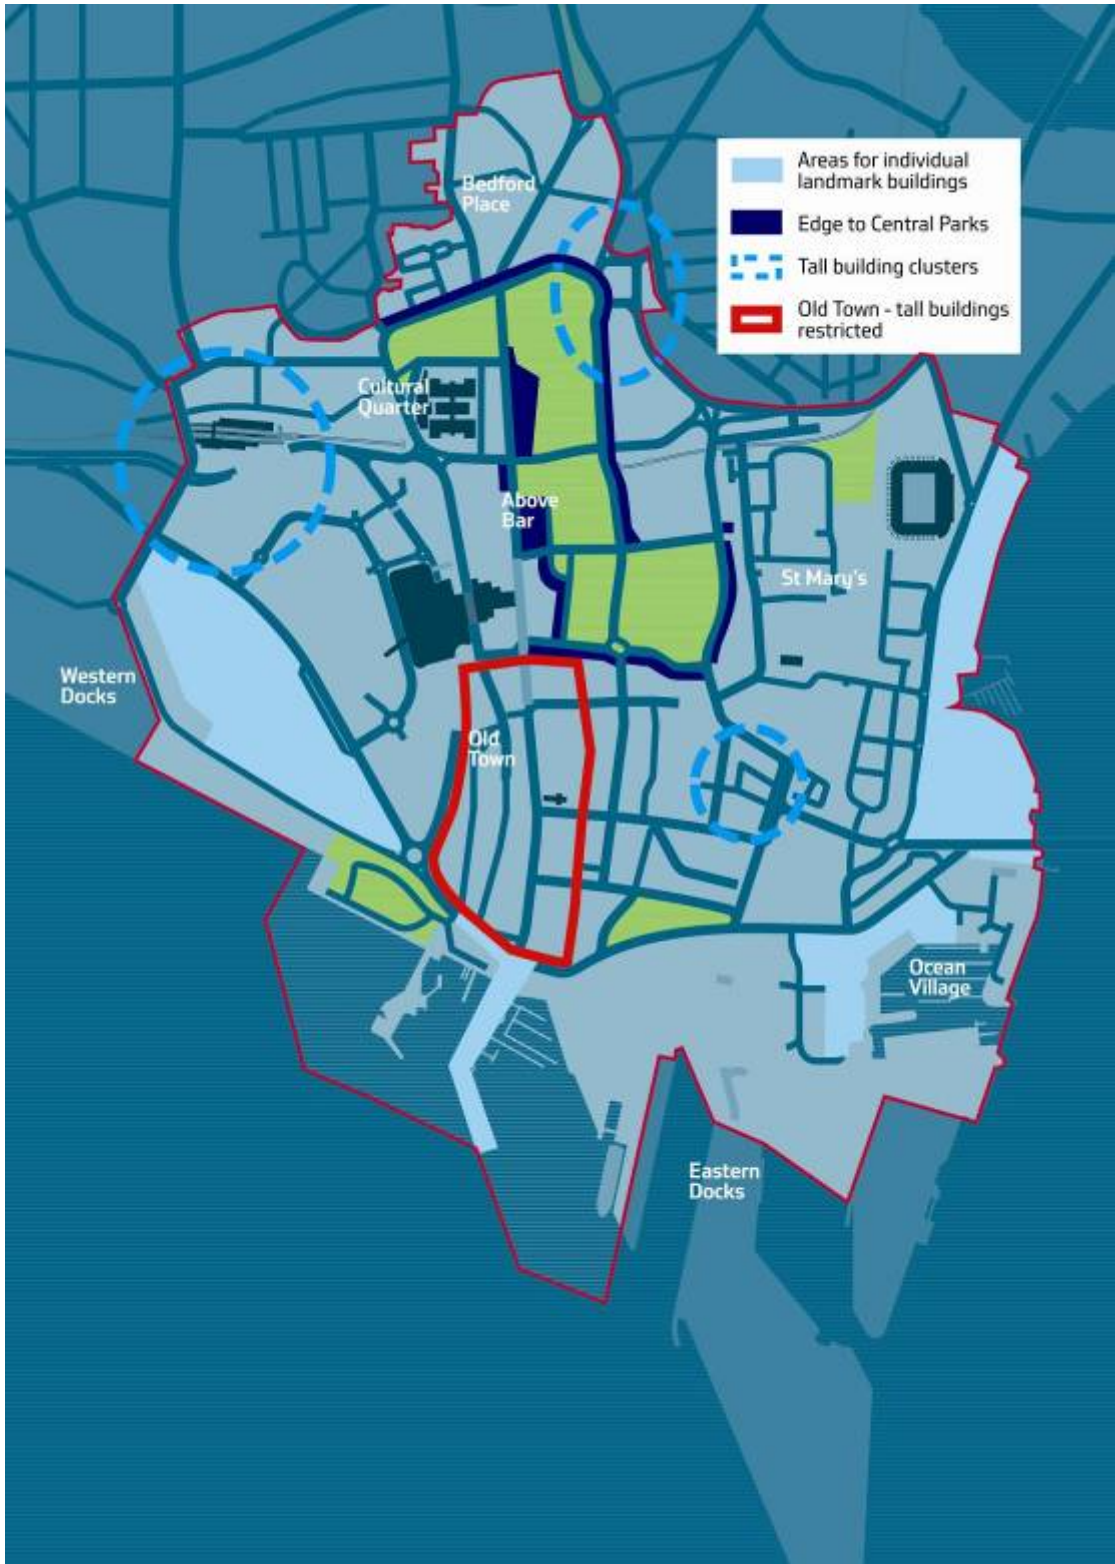 Areas for individual
landmark buildings
Edge to Central Parks
Tall building clusters
Old Town - tall buildings
restricted
Bedford
Place
Cultural
Quarter
Above
Bar
St Mary's
Western
Docks
Old
Town
Ocean
Village
Eastern
Docks